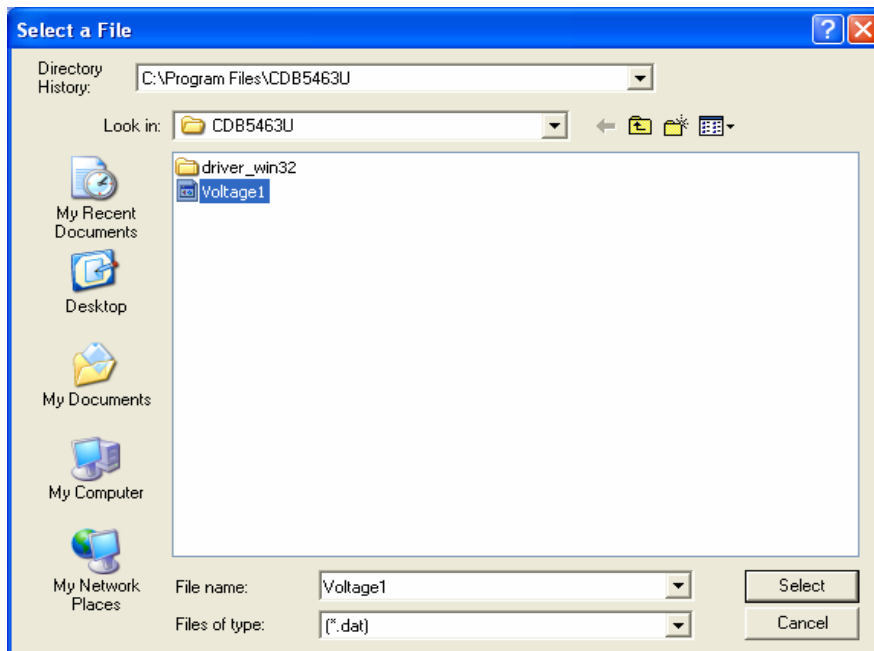 Select a File
Directory
History:
C:\Program Files\CDB5463U
Look in:
CDB5463U
driver_win32
Voltage1
My Recent
Documents
Desktop
My Documents
My Computer
My Network
Places
File name:
Voltage1
Select
Files of type:
(*.dat)
Cancel